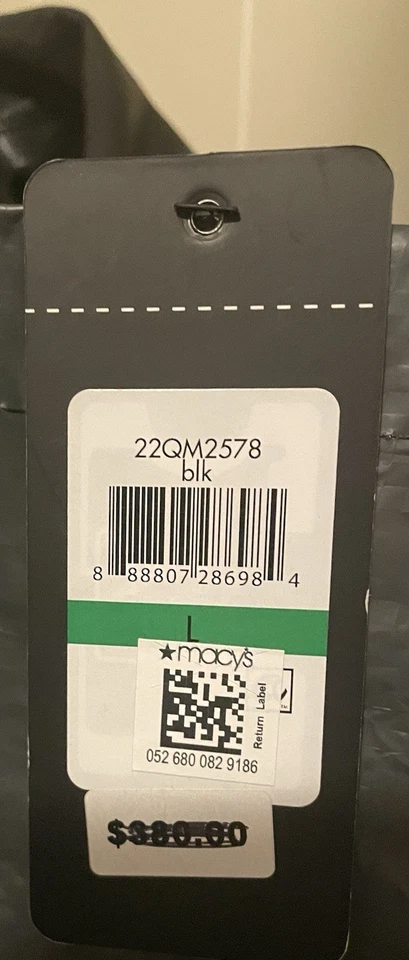 22QM2578
blk
8 88807 28698 4
L
★macy's
Return Label
052 680 082 9186
$380.00